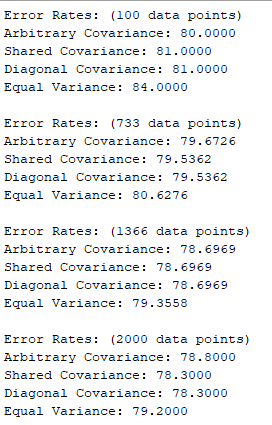 Error Rates: (100 data points)
Arbitrary Covariance: 80.0000
Shared Covariance: 81.0000
Diagonal Covariance: 81.0000
Equal Variance: 84.0000
Error Rates: (733 data points)
Arbitrary Covariance: 79.6726
Shared Covariance: 79.5362
Diagonal Covariance: 79.5362
Equal Variance: 80.6276
Error Rates: (1366 data points)
Arbitrary Covariance: 78.6969
Shared Covariance: 78.6969
Diagonal Covariance: 78.6969
Equal Variance: 79.3558
Error Rates: (2000 data points)
Arbitrary Covariance: 78.8000
Shared Covariance: 78.3000
Diagonal Covariance: 78.3000
Equal Variance: 79.2000